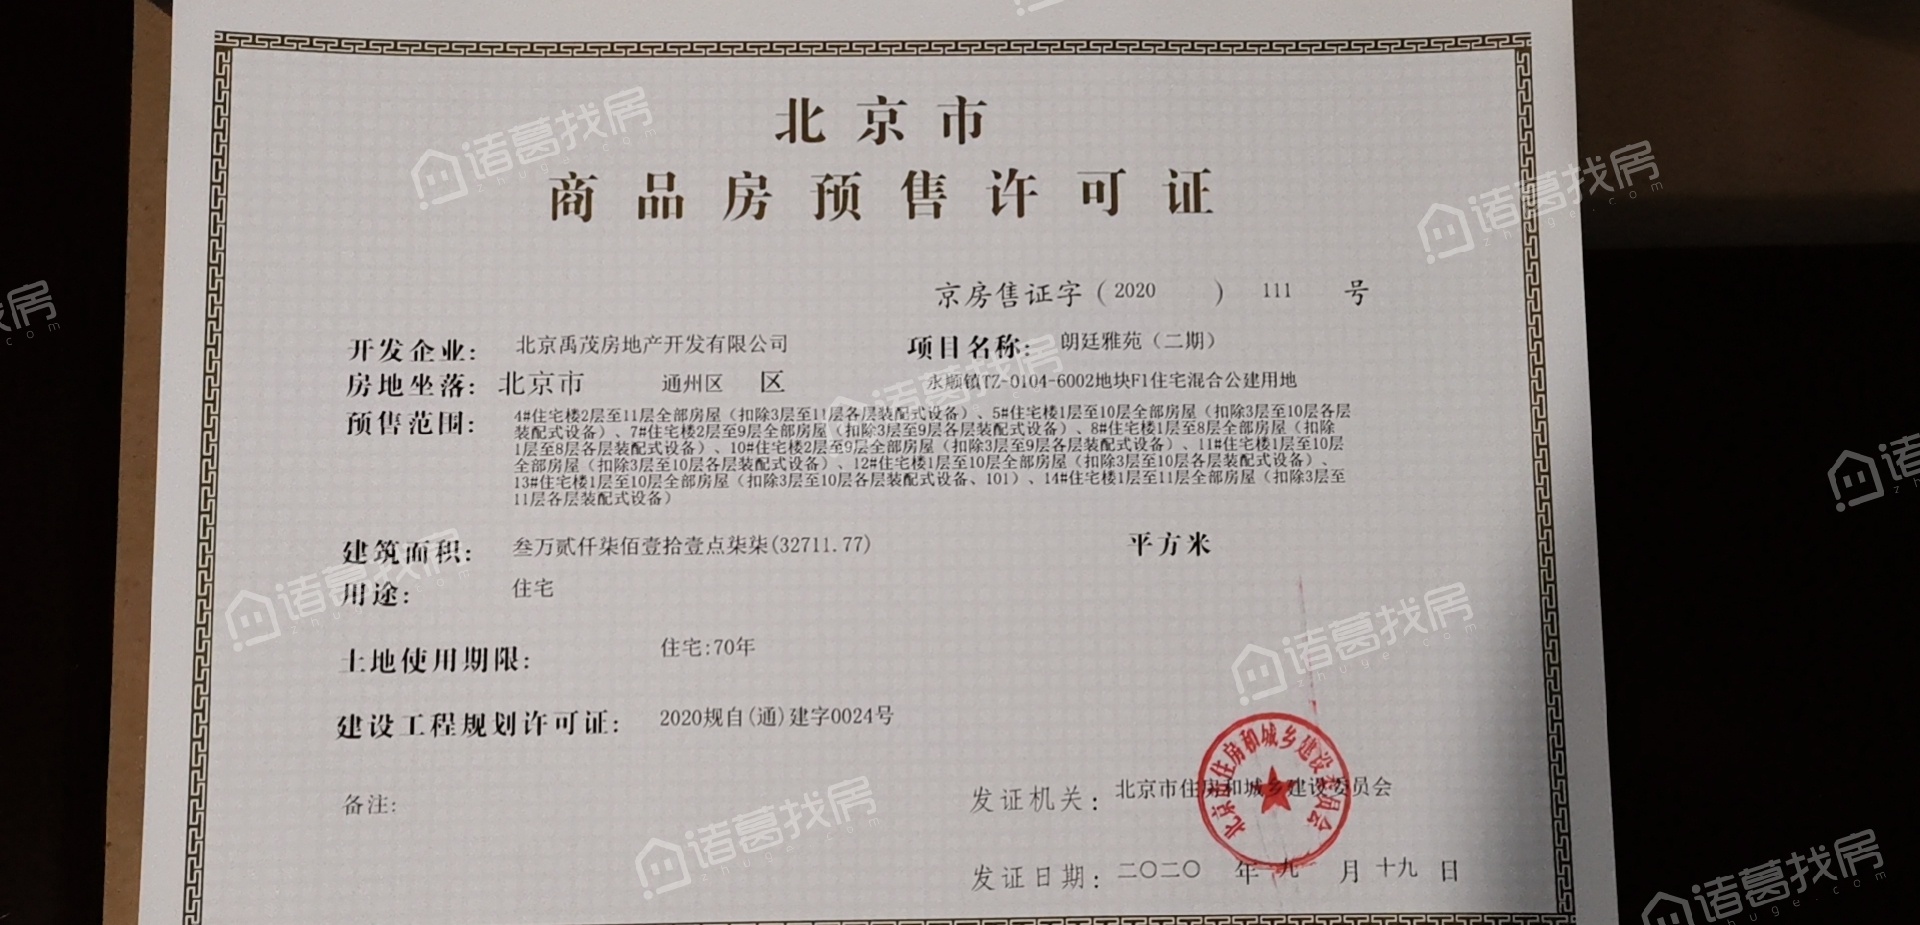 北京市
商品房预售许可证
京房售证字（2020 ） 111 号
开发企业: 北京禹茂房地产开发有限公司 项目名称: 朗廷雅苑（二期）
房地坐落: 北京市 通州区 区 永顺镇TZ-0104-6002地块F1住宅混合公建用地
预售范围: 4#住宅楼2层至11层全部房屋（扣除3层至11层各层装配式设备）、5#住宅楼1层至10层全部房屋（扣除3层至10层各层
装配式设备）、7#住宅楼2层至9层全部房屋（扣除3层至9层各层装配式设备）、8#住宅楼1层至8层全部房屋（扣除
1层至8层各层装配式设备）、10#住宅楼2层至9层全部房屋（扣除3层至9层各层装配式设备）、11#住宅楼1层至10层
全部房屋（扣除3层至10层各层装配式设备）、12#住宅楼1层至10层全部房屋（扣除3层至10层各层装配式设备）、
13#住宅楼1层至10层全部房屋（扣除3层至10层各层装配式设备、101）、14#住宅楼1层至11层全部房屋（扣除3层至
11层各层装配式设备）
建筑面积: 叁万贰仟柒佰壹拾壹点柒柒(32711.77) 平方米
用途: 住宅
土地使用期限: 住宅:70年
建设工程规划许可证: 2020规自(通)建字0024号
备注:
发证机关: 北京市住房和城乡建设委员会
发证日期: 二〇二〇 年 九 月 十九 日
北京市住房和城乡建设委员会
诸葛找房
zhuge.com